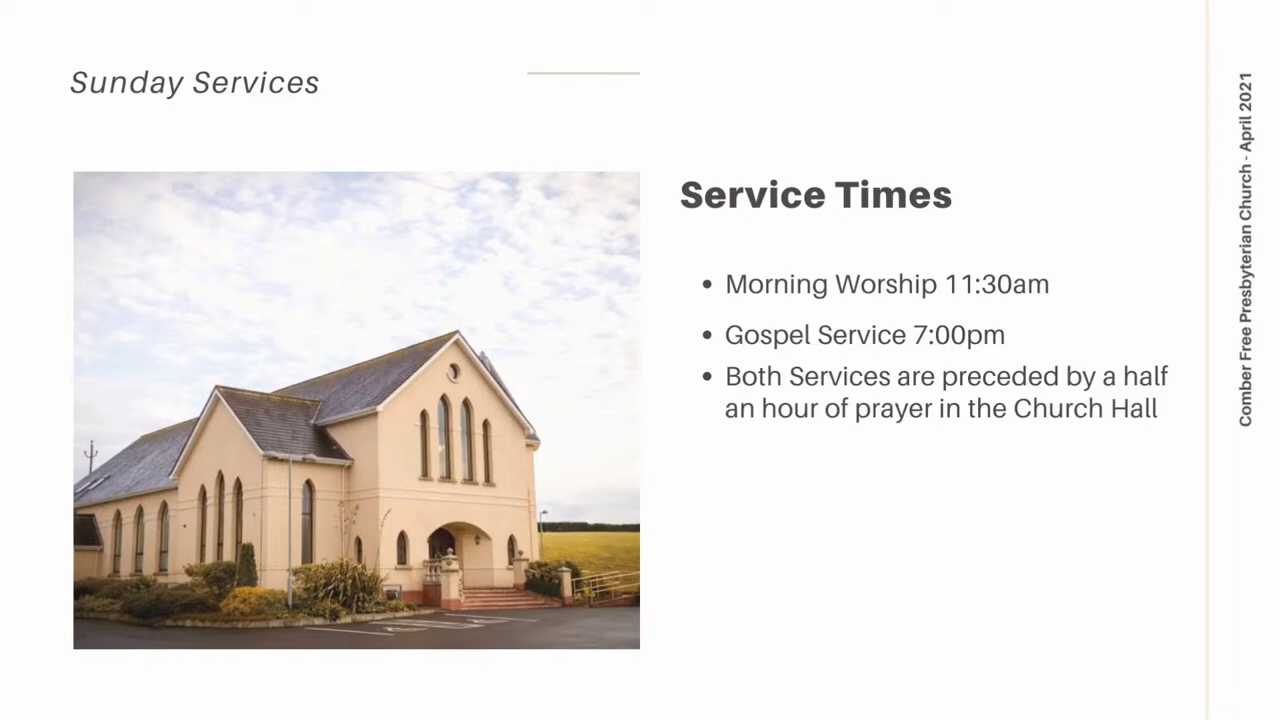 Sunday Services
Service Times
• Morning Worship 11:30am
• Gospel Service 7:00pm
• Both Services are preceded by a half
an hour of prayer in the Church Hall
Comber Free Presbyterian Church - April 2021